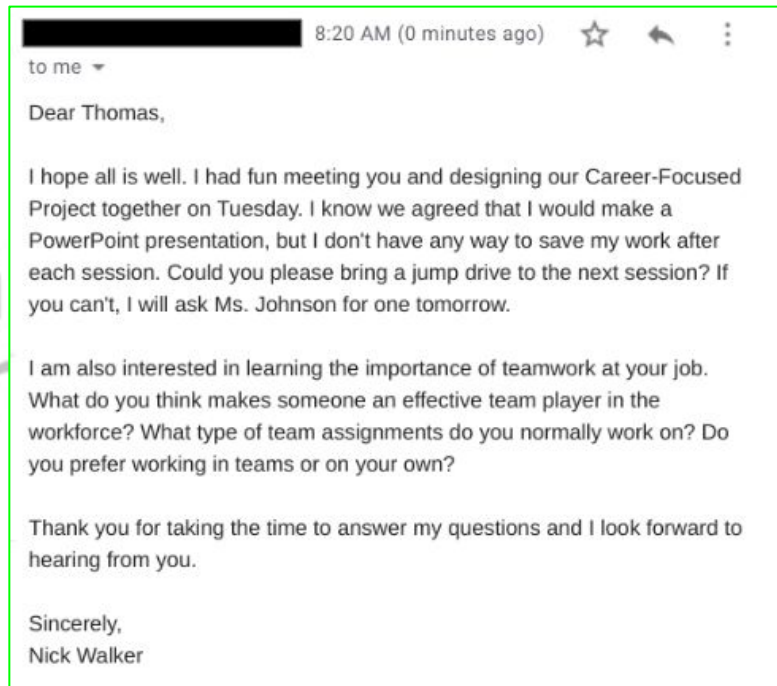 8:20 AM (0 minutes ago)
to me
Dear Thomas,
I hope all is well. I had fun meeting you and designing our Career-Focused
Project together on Tuesday. I know we agreed that I would make a
PowerPoint presentation, but I don't have any way to save my work after
each session. Could you please bring a jump drive to the next session? If
you can't, I will ask Ms. Johnson for one tomorrow.
I am also interested in learning the importance of teamwork at your job.
What do you think makes someone an effective team player in the
workforce? What type of team assignments do you normally work on? Do
you prefer working in teams or on your own?
Thank you for taking the time to answer my questions and I look forward to
hearing from you.
Sincerely,
Nick Walker